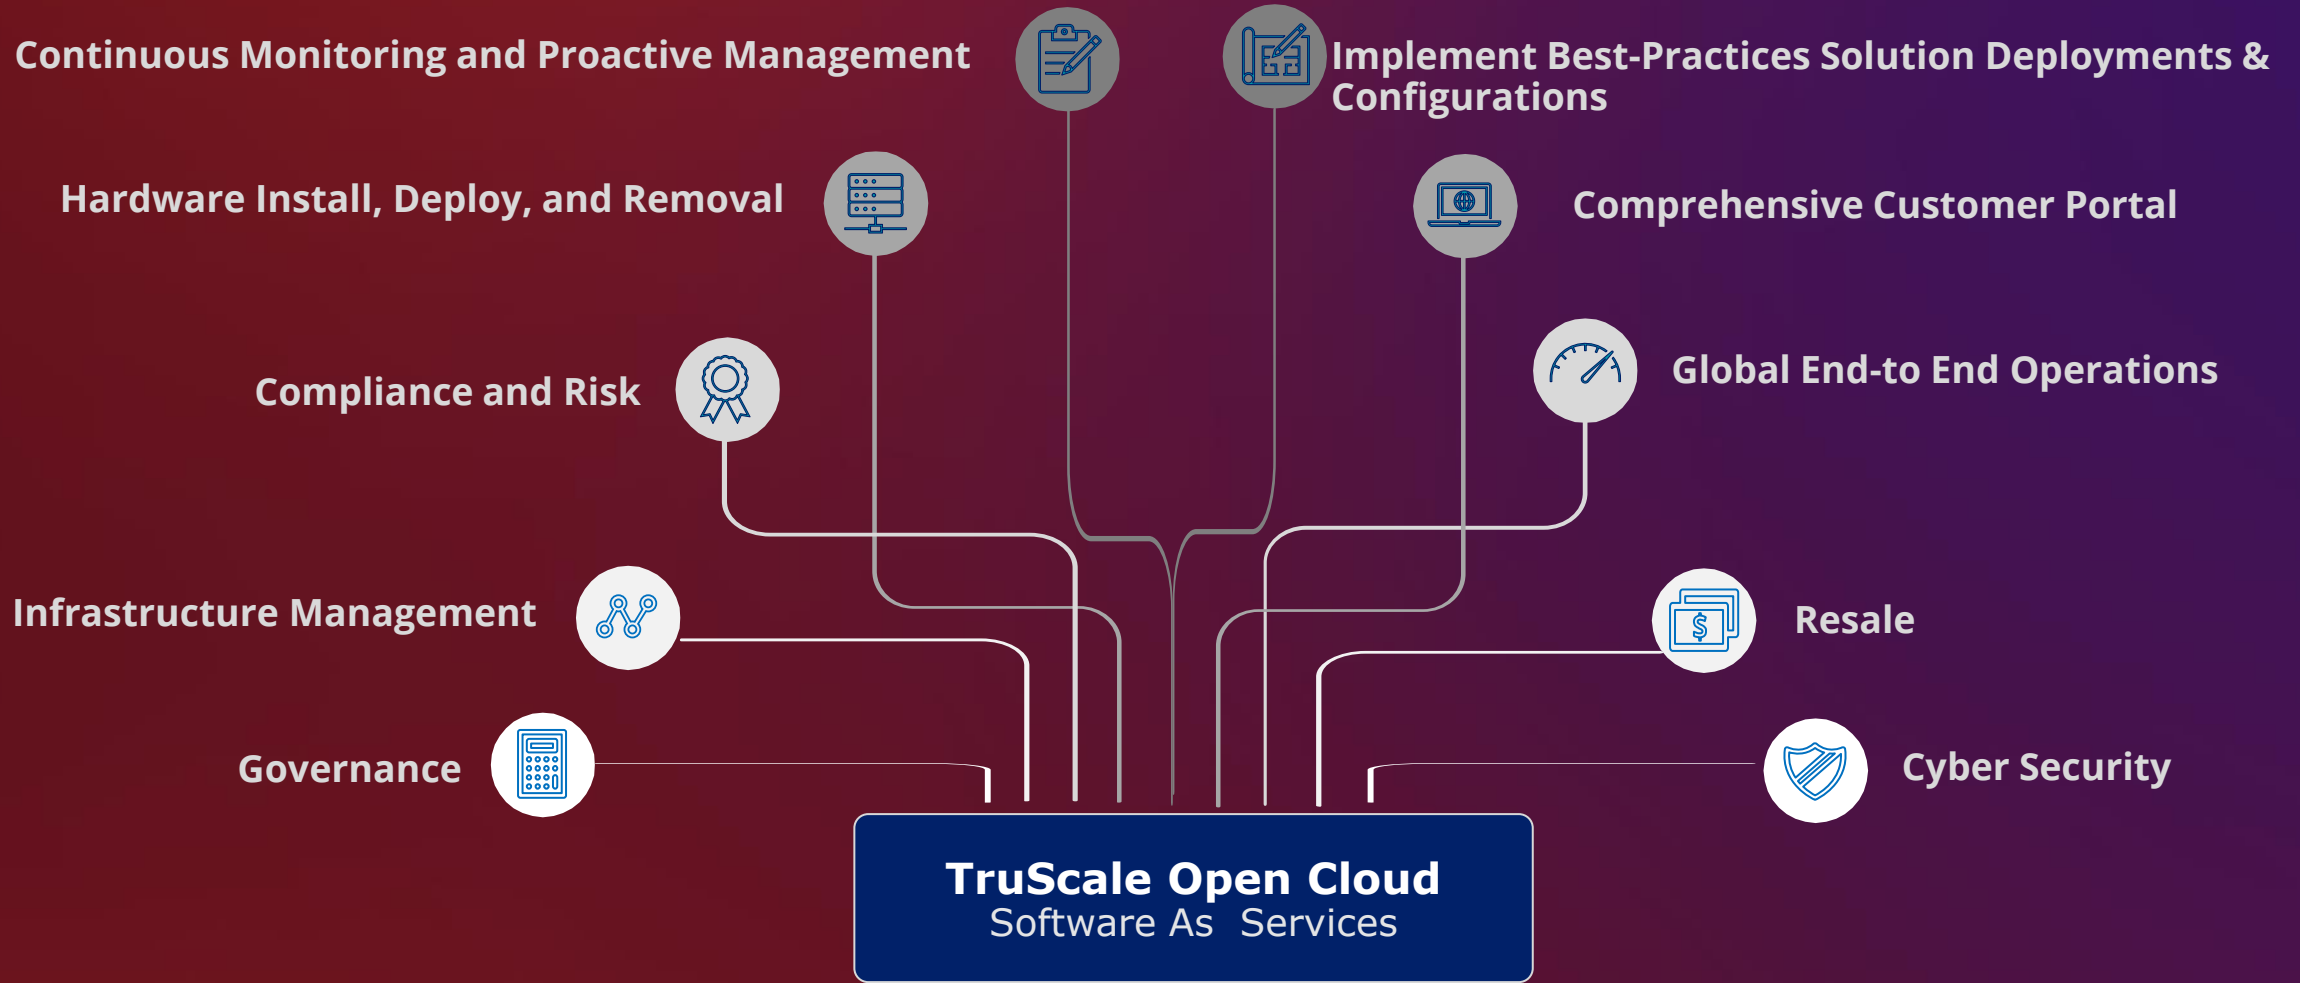 Continuous Monitoring and Proactive Management
Implement Best-Practices Solution Deployments &
Configurations
Hardware Install, Deploy, and Removal
Comprehensive Customer Portal
Compliance and Risk
Global End-to End Operations
Infrastructure Management
Resale
Governance
Cyber Security
TruScale Open Cloud
Software As  Services